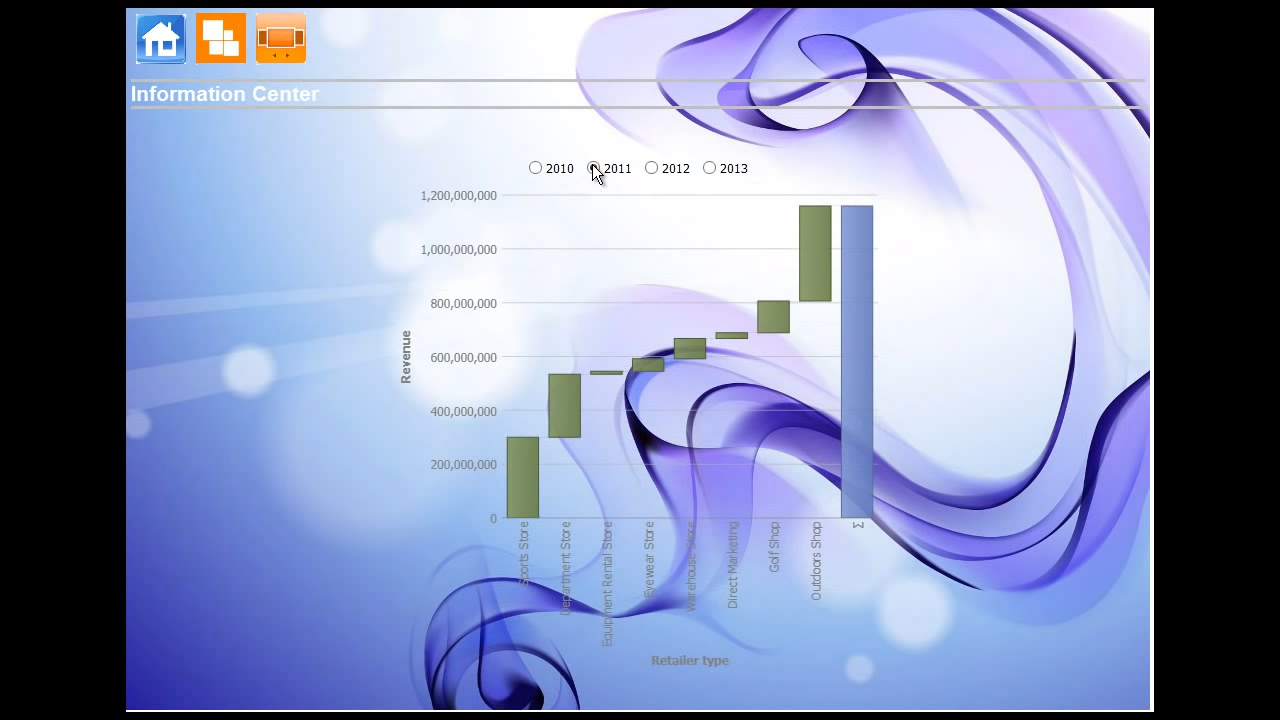 Information Center
2010 2011 2012 2013
1,200,000,000
1,000,000,000
800,000,000
600,000,000
400,000,000
200,000,000
0
Revenue
Sports Store
Department Store
Equipment Rental Store
Eyewear Store
Warehouse Store
Direct Marketing
Golf Shop
Outdoors Shop
Σ
Retailer type